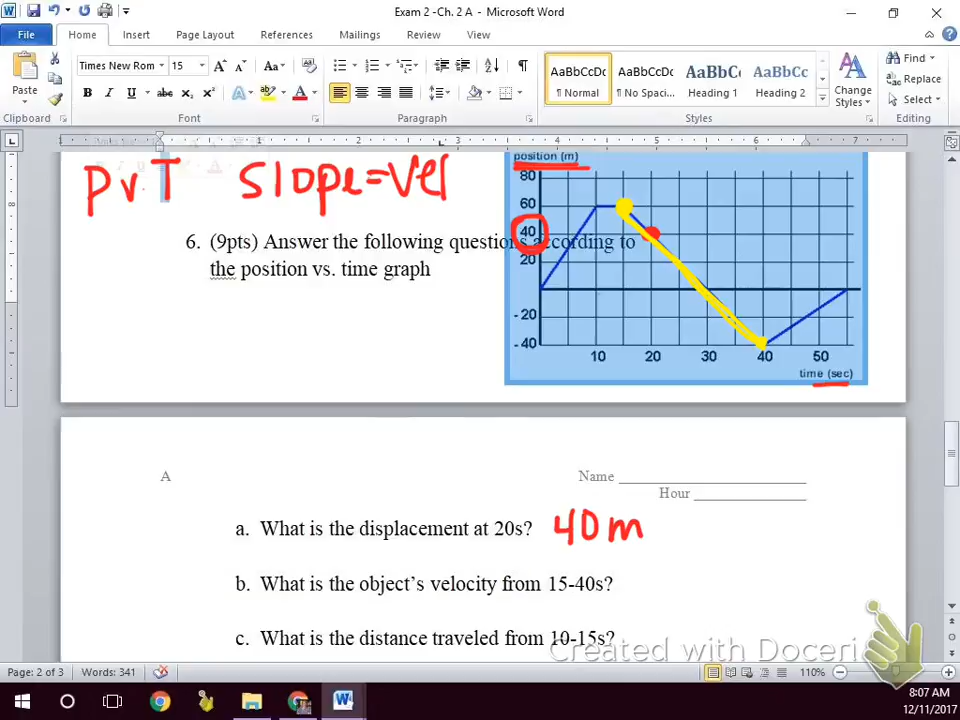 Exam 2 -Ch. 2 A - Microsoft Word
File Home Insert Page Layout References Mailings Review View
Times New Rom 15 Aa
AaBbCcDc AaBbCcDc AaBbC AaBbCc
Paste B I U abc x₂ x² A A
¶ Normal ¶ No Spaci... Heading 1 Heading 2 Change Styles
Find
Replace
Select
Font Paragraph Styles Editing
PvT slope=vel
position (m)
80
60
40
20
-20
-40
10 20 30 40 50
time (sec)
6. (9pts) Answer the following questions according to
the position vs. time graph
A Name
Hour
a. What is the displacement at 20s? 40m
b. What is the object's velocity from 15-40s?
c. What is the distance traveled from 10-15s?
Created with Doceri
Page: 2 of 3 Words: 341 110%
8:07 AM
12/11/2017